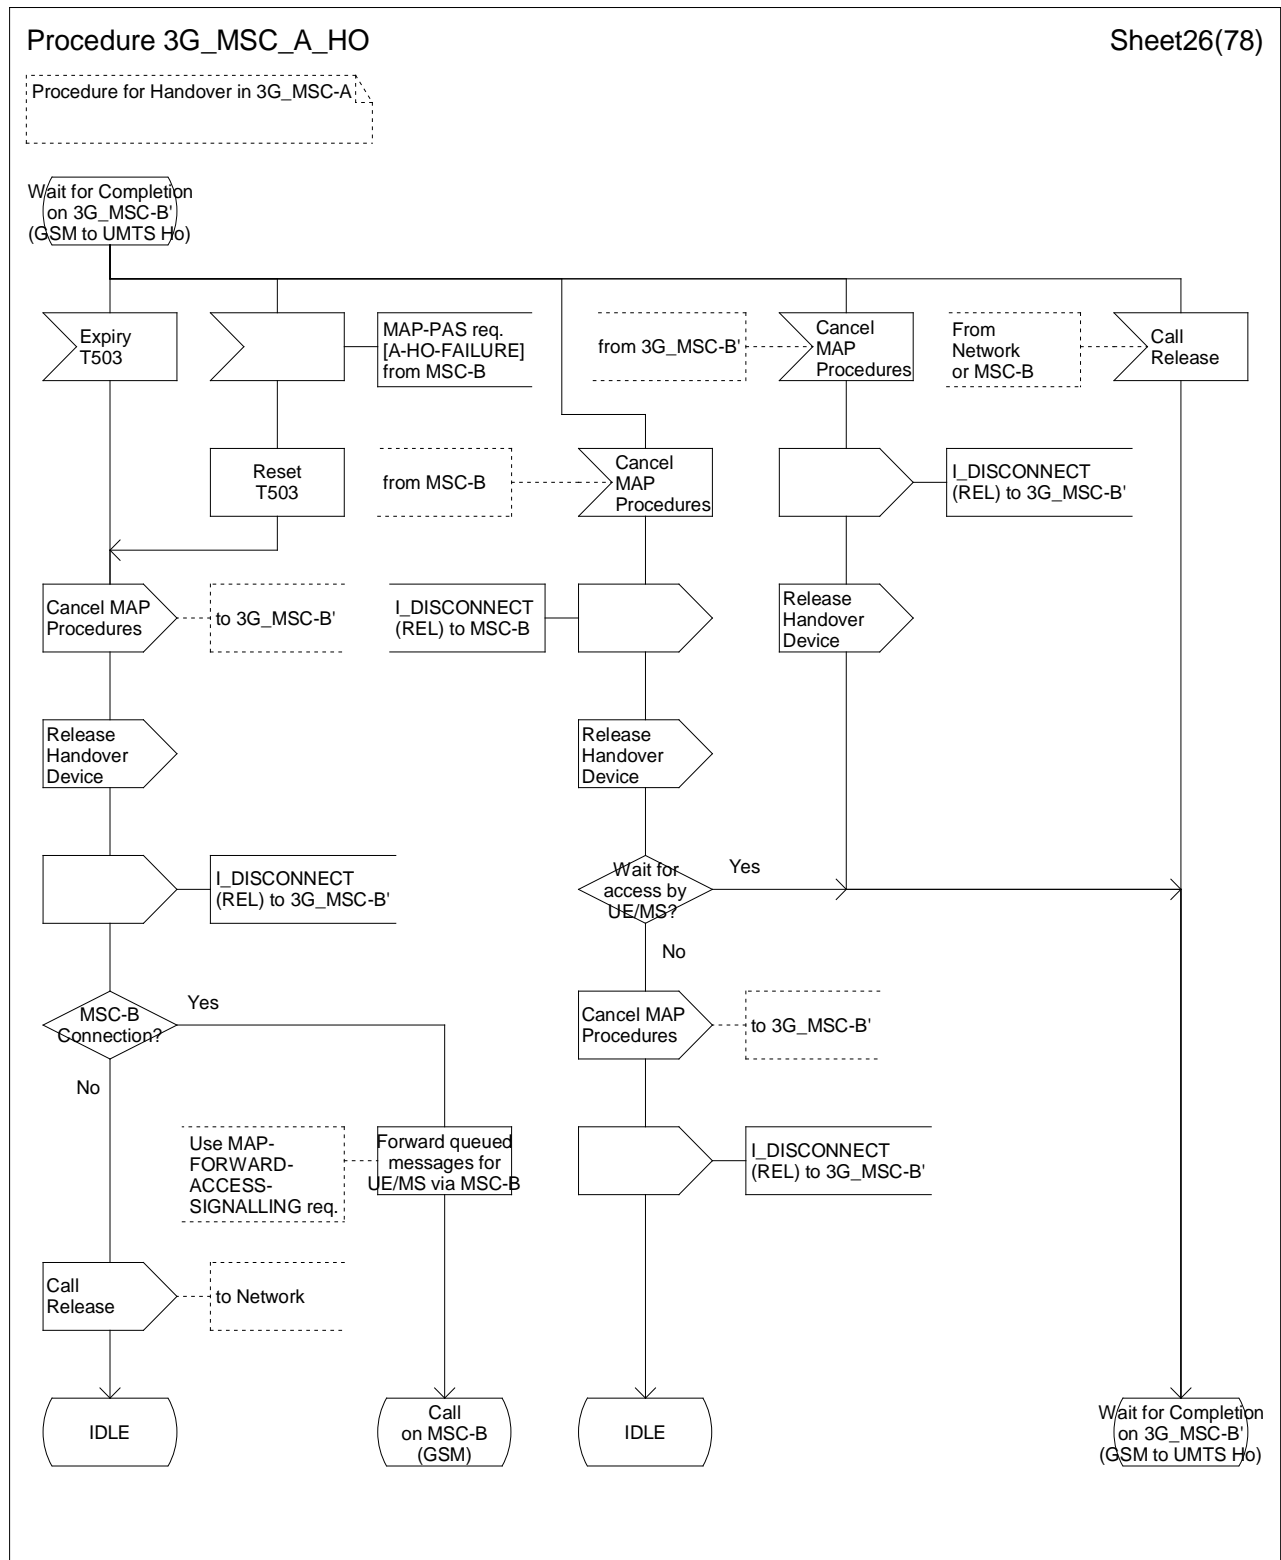 Procedure 3G_MSC_A_HO
Sheet26(78)
Procedure for Handover in 3G_MSC-A
Wait for Completion
on 3G_MSC-B'
(GSM to UMTS Ho)
Expiry
T503
MAP-PAS req.
[A-HO-FAILURE]
from MSC-B
from 3G_MSC-B'
Cancel
MAP
Procedures
From
Network
or MSC-B
Call
Release
Reset
T503
from MSC-B
Cancel
MAP
Procedures
I_DISCONNECT
(REL) to 3G_MSC-B'
Cancel MAP
Procedures
to 3G_MSC-B'
I_DISCONNECT
(REL) to MSC-B
Release
Handover
Device
Release
Handover
Device
Release
Handover
Device
I_DISCONNECT
(REL) to 3G_MSC-B'
Wait for
access by
UE/MS?
Yes
No
MSC-B
Connection?
Yes
No
Cancel MAP
Procedures
to 3G_MSC-B'
Use MAP-
FORWARD-
ACCESS-
SIGNALLING req.
Forward queued
messages for
UE/MS via MSC-B
I_DISCONNECT
(REL) to 3G_MSC-B'
Call
Release
to Network
IDLE
Call
on MSC-B
(GSM)
IDLE
Wait for Completion
on 3G_MSC-B'
(GSM to UMTS Ho)